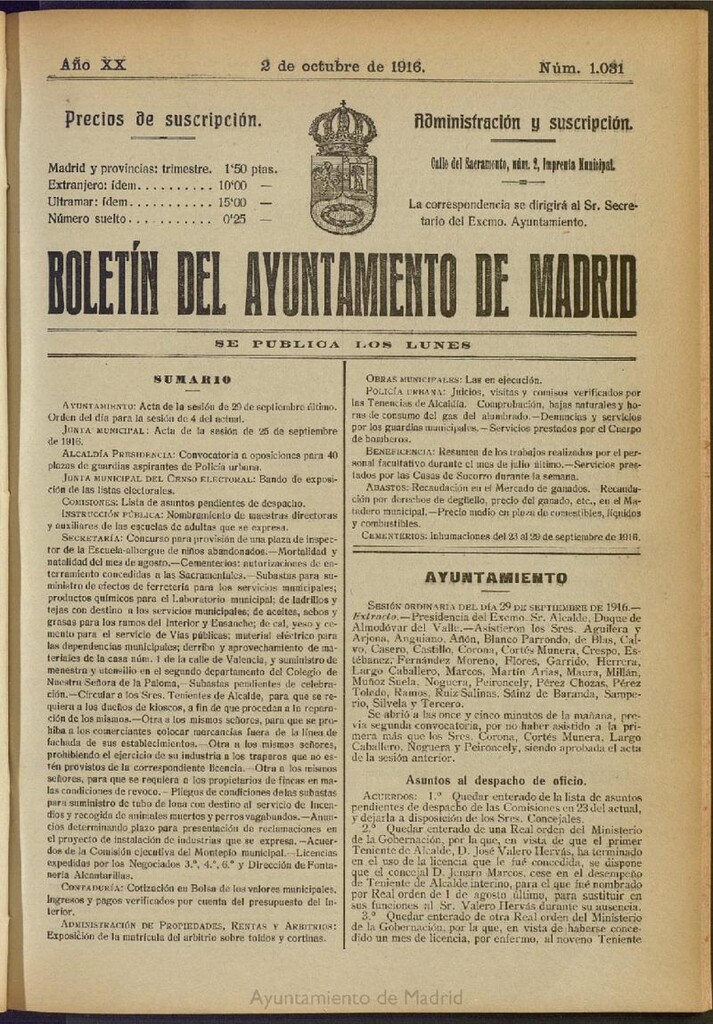 Año XX
2 de octubre de 1916.
Núm. 1.031
Precios de suscripción.
Madrid y provincias: trimestre. 1'50 ptas.
Extranjero: ídem.......... 10'00 —
Ultramar: ídem........... 15'00 —
Número suelto............ 0'25 —
Administración y suscripción.
Calle del Sacramento, núm. 2, Imprenta Municipal.
La correspondencia se dirigirá al Sr. Secre-
tario del Excmo. Ayuntamiento.
BOLETÍN DEL AYUNTAMIENTO DE MADRID
SE PUBLICA LOS LUNES
SUMARIO
AYUNTAMIENTO: Acta de la sesión de 29 de septiembre último.
Orden del día para la sesión de 4 del actual.
JUNTA MUNICIPAL: Acta de la sesión de 25 de septiembre
de 1916.
ALCALDÍA PRESIDENCIA: Convocatoria a oposiciones para 40
plazas de guardias aspirantes de Policía urbana.
JUNTA MUNICIPAL DEL CENSO ELECTORAL: Bando de exposi-
ción de las listas electorales.
COMISIONES: Lista de asuntos pendientes de despacho.
INSTRUCCIÓN PÚBLICA: Nombramiento de maestras directoras
y auxiliares de las escuelas de adultas que se expresa.
SECRETARÍA: Concurso para provisión de una plaza de inspec-
tor de la Escuela-albergue de niños abandonados.—Mortalidad y
natalidad del mes de agosto.—Cementerios: autorizaciones de en-
terramiento concedidas a las Sacramentales.—Subastas para su-
ministro de efectos de ferretería para los servicios municipales;
productos químicos para el Laboratorio municipal; de ladrillos y
tejas con destino a los servicios municipales; de aceites, sebos y
grasas para los ramos del Interior y Ensanche; de cal, yeso y ce-
mento para el servicio de Vías públicas; material eléctrico para
las dependencias municipales; derribo y aprovechamiento de ma-
teriales de la casa núm. 1 de la calle de Valencia, y suministro de
menestra y utensilio en el segundo departamento del Colegio de
Nuestra Señora de la Paloma,—Subastas pendientes de celebra-
ción.—Circular a los Sres. Tenientes de Alcalde, para que se re-
quiera a los dueños de kioscos, a fin de que procedan a la repara-
ción de los mismos.—Otra a los mismos señores, para que se pro-
hiba a los comerciantes colocar mercancías fuera de la línea de
fachada de sus establecimientos.—Otra a los mismos señores,
prohibiendo el ejercicio de su industria a los traperos que no es-
tén provistos de la correspondiente licencia.—Otra a los mismos
señores, para que se requiera a los propietarios de fincas en ma-
las condiciones de revoco.—Pliegos de condiciones de las subastas
para suministro de tubo de lona con destino al servicio de Incen-
dios y recogida de animales muertos y perros vagabundos.—Anun-
cios determinando plazo para presentación de reclamaciones en
el proyecto de instalación de industrias que se expresa.—Acuer-
dos de la Comisión ejecutiva del Montepío municipal.—Licencias
expedidas por los Negociados 3.º, 4.º, 6.º y Dirección de Fonta-
nería Alcantarillas.
CONTADURÍA: Cotización en Bolsa de los valores municipales.
Ingresos y pagos verificados por cuenta del presupuesto del In-
terior.
ADMINISTRACIÓN DE PROPIEDADES, RENTAS Y ARBITRIOS:
Exposición de la matrícula del arbitrio sobre toldos y cortinas.
OBRAS MUNICIPALES: Las en ejecución.
POLICÍA URBANA: Juicios, visitas y comisos verificados por
las Tenencias de Alcaldía. Comprobación, bajas naturales y ho-
ras de consumo del gas del alumbrado.—Denuncias y servicios
por los guardias municipales.—Servicios prestados por el Cuerpo
de bomberos.
BENEFICENCIA: Resumen de los trabajos realizados por el per-
sonal facultativo durante el mes de julio último.—Servicios pres-
tados por las Casas de Socorro durante la semana.
ABASTOS: Recaudación en el Mercado de ganados. Recauda-
ción por derechos de degüello, precio del ganado, etc., en el Ma-
tadero municipal.—Precio medio en plaza de comestibles, líquidos
y combustibles.
CEMENTERIOS: Inhumaciones del 23 al 29 de septiembre de 1916.
AYUNTAMIENTO
SESIÓN ORDINARIA DEL DÍA 29 DE SEPTIEMBRE DE 1916.—
Extracto.—Presidencia del Excmo. Sr. Alcalde, Duque de
Almodóvar del Valle.—Asistieron los Sres. Aguilera y
Arjona, Anguiano, Añón, Blanco Parrondo, de Blas, Cal-
vo, Casero, Castillo, Corona, Cortés Munera, Crespo, Es-
tébanez, Fernández Moreno, Flores, Garrido, Herrera,
Largo Caballero, Marcos, Martín Arias, Maura, Millán,
Muñoz Suela, Noguera, Peironcely, Pérez Chozas, Pérez
Toledo, Ramos, Ruiz Salinas, Sáinz de Baranda, Sampe-
rio, Silvela y Tercero.
Se abrió a las once y cinco minutos de la mañana, pre-
via segunda convocatoria, por no haber asistido a la
primera más que los Sres. Corona, Cortés Munera, Largo
Caballero, Noguera y Peironcely, siendo aprobada el acta
de la sesión anterior.
Asuntos al despacho de oficio.
ACUERDOS: 1.º Quedar enterado de la lista de asuntos
pendientes de despacho de las Comisiones en 23 del actual,
y dejarla a disposición de los Sres. Concejales.
2.º Quedar enterado de una Real orden del Ministerio
de la Gobernación, por la que, en vista de que el primer
Teniente de Alcalde, D. José Valero Hervás, ha terminado
en el uso de la licencia que le fué concedida, se dispone
que el concejal D. Jenaro Marcos, cese en el desempeño
de Teniente de Alcalde interino, para el que fué nombrado
por Real orden de 1 de agosto último, para sustituir en
sus funciones al Sr. Valero Hervás durante su ausencia.
3.º Quedar enterado de otra Real orden del Ministerio
de la Gobernación, por la que, en vista de haberse conce-
dido un mes de licencia, por enfermo, al noveno Teniente
Ayuntamiento de Madrid